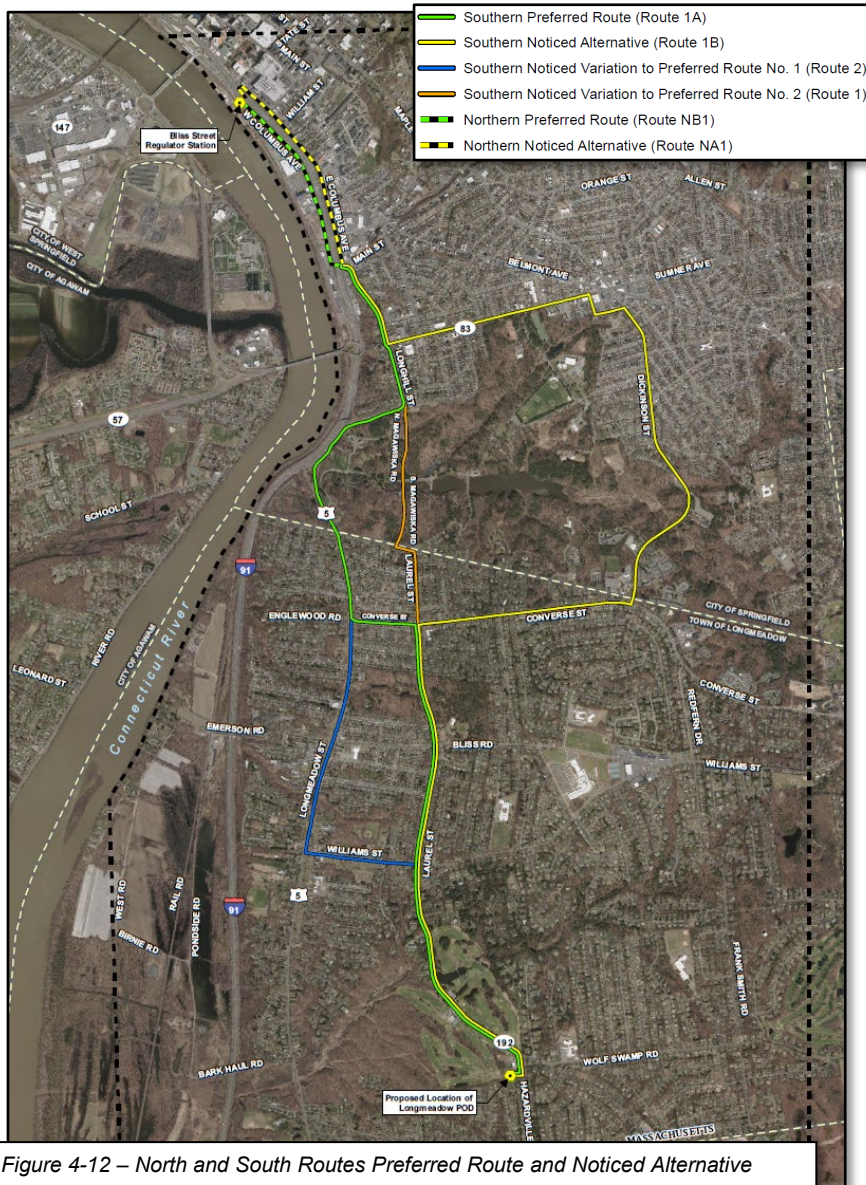 Southern Preferred Route (Route 1A)
Southern Noticed Alternative (Route 1B)
Southern Noticed Variation to Preferred Route No. 1 (Route 2)
Southern Noticed Variation to Preferred Route No. 2 (Route 1)
Northern Preferred Route (Route NB1)
Northern Noticed Alternative (Route NA1)
STATE ST
MAIN ST
WILLIAM ST
MAPLE
147
Bliss Street
Regulator Station
W COLUMBUS AVE
E COLUMBUS AVE
MAIN ST
ORANGE ST
ALLEN ST
CITY OF WEST
SPRINGFIELD
CITY OF AGAWAM
BELMONT AVE
SUMNER AVE
83
LONGHILL ST
DICKINSON ST
57
N. MAGAWISKA RD
S. MAGAWISKA RD
SCHOOL ST
5
91
LAUREL ST
CITY OF SPRINGFIELD
TOWN OF LONGMEADOW
ENGLEWOOD RD
CONVERSE ST
CONVERSE ST
RIVER RD
CITY OF AGAWAM
LEONARD ST
Connecticut River
CONVERSE ST
REDFERN DR
EMERSON RD
BLISS RD
WILLIAMS ST
LONGMEADOW ST
WILLIAMS ST
LAUREL ST
5
91
WEST RD
RAIL RD
PONDSIDE RD
BIRNIE RD
FRANK SMITH RD
192
WOLF SWAMP RD
BARK HAUL RD
Proposed Location of
Longmeadow POD
HAZARDVILLE
MASSACHUSETTS
Figure 4-12 – North and South Routes Preferred Route and Noticed Alternative